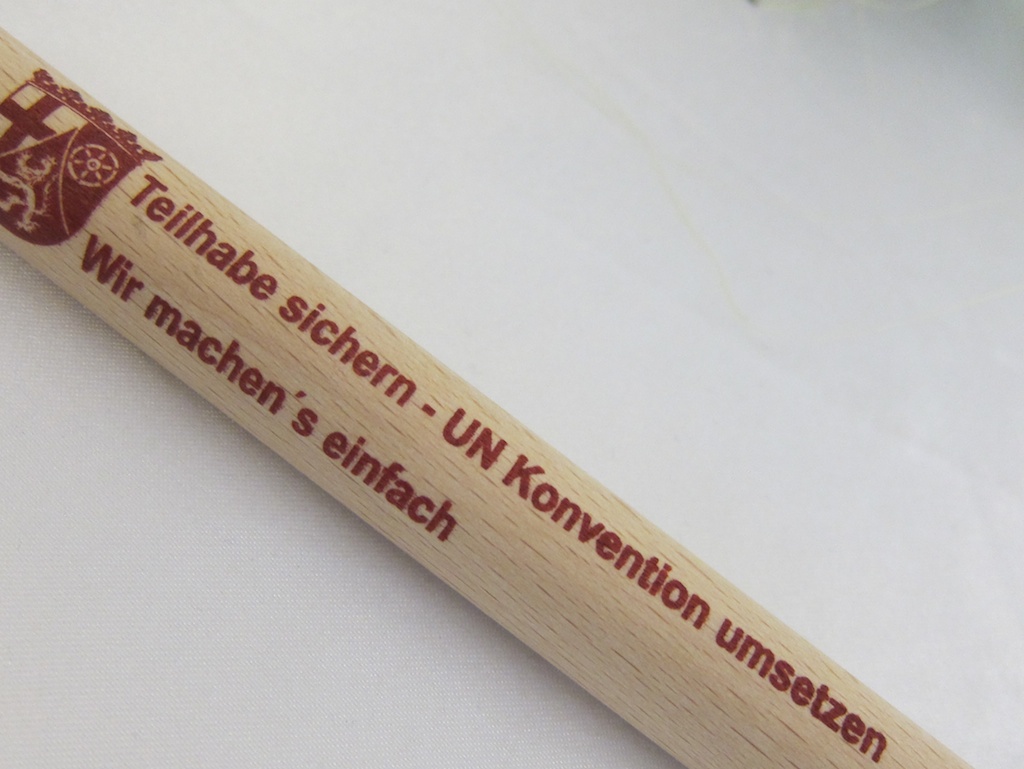 Teilhabe sichern - UN Konvention umsetzen
Wir machen´s einfach